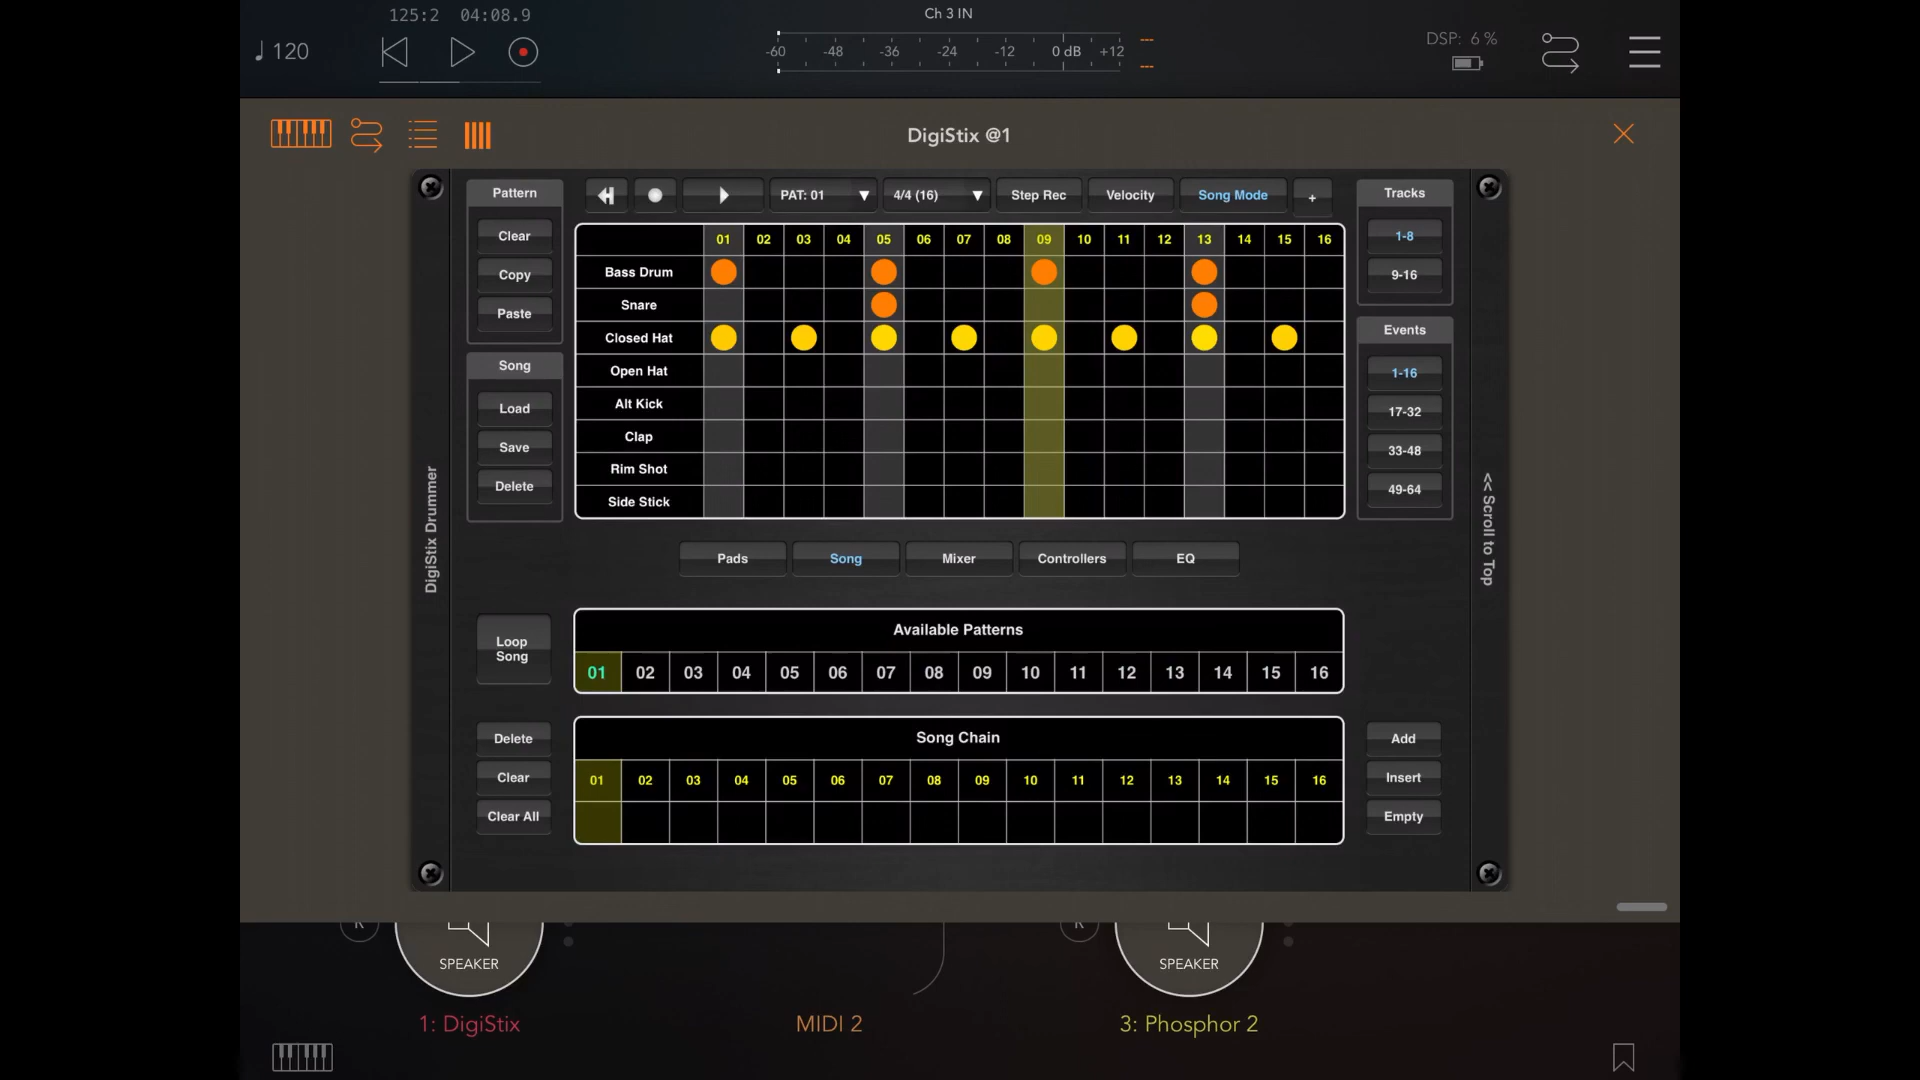 125:2 04:08.9
Ch 3 IN
120
-60 -48 -36 -24 -12 0 dB +12
DSP: 6 %
DigiStix @1
Pattern
PAT: 01 ▼ 4/4 (16) ▼ Step Rec Velocity Song Mode +
Tracks
Clear
Copy
Paste
Song
Load
Save
Delete
01 02 03 04 05 06 07 08 09 10 11 12 13 14 15 16
Bass Drum
Snare
Closed Hat
Open Hat
Alt Kick
Clap
Rim Shot
Side Stick
1-8
9-16
Events
1-16
17-32
33-48
49-64
DigiStix Drummer
<< Scroll to Top
Pads Song Mixer Controllers EQ
Loop
Song
Available Patterns
01 02 03 04 05 06 07 08 09 10 11 12 13 14 15 16
Delete
Clear
Clear All
Song Chain
01 02 03 04 05 06 07 08 09 10 11 12 13 14 15 16
Add
Insert
Empty
R SPEAKER
R SPEAKER
1: DigiStix MIDI 2 3: Phosphor 2